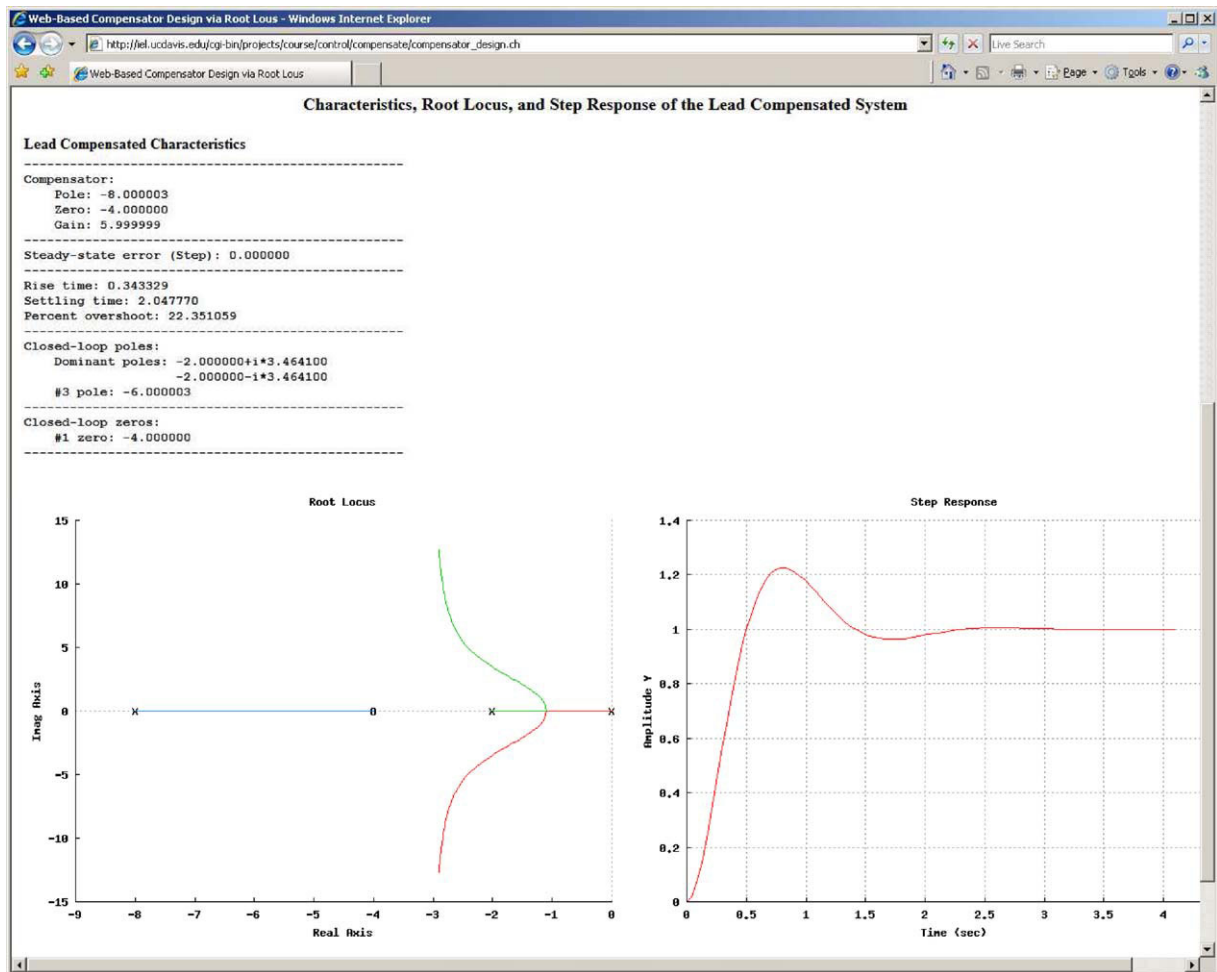 Web-Based Compensator Design via Root Lous - Windows Internet Explorer
http://iel.ucdavis.edu/cgi-bin/projects/course/control/compensate/compensator_design.ch
Live Search
Web-Based Compensator Design via Root Lous
Page
Tools
Characteristics, Root Locus, and Step Response of the Lead Compensated System
Lead Compensated Characteristics
Compensator:
Pole: -8.000003
Zero: -4.000000
Gain: 5.999999
Steady-state error (Step): 0.000000
Rise time: 0.343329
Settling time: 2.047770
Percent overshoot: 22.351059
Closed-loop poles:
Dominant poles: -2.000000+i*3.464100
-2.000000-i*3.464100
#3 pole: -6.000003
Closed-loop zeros:
#1 zero: -4.000000
Root Locus
15
10
5
0
-5
-10
-15
Imag Axis
-9 -8 -7 -6 -5 -4 -3 -2 -1 0
Real Axis
Step Response
1.4
1.2
1
0.8
0.6
0.4
0.2
0
Amplitude Y
0 0.5 1 1.5 2 2.5 3 3.5 4
Time (sec)